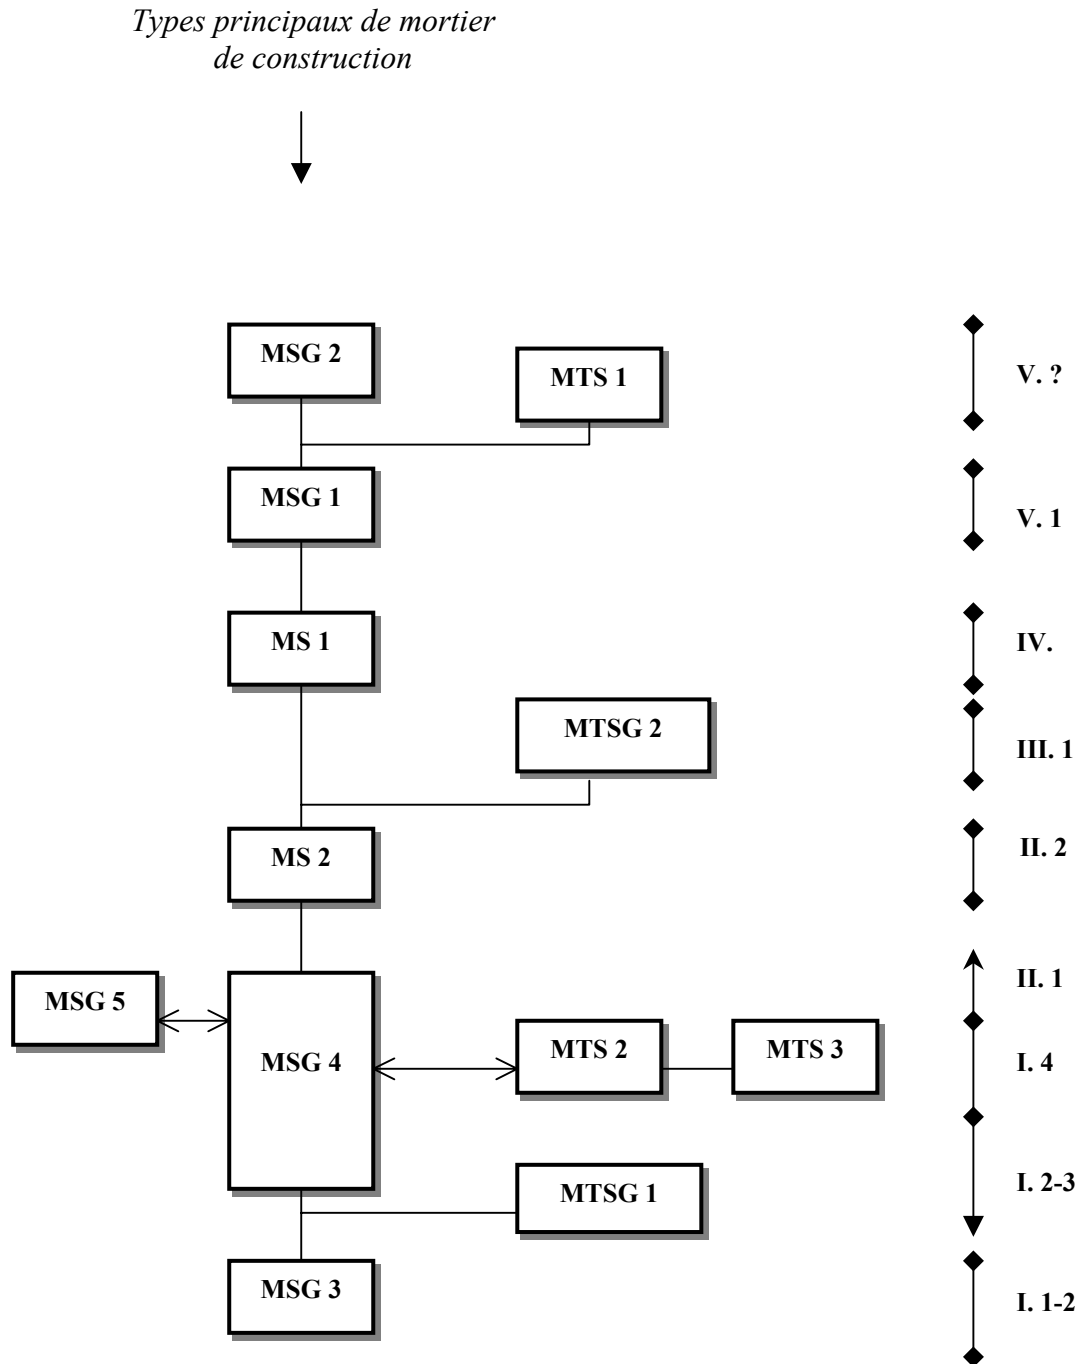 Types principaux de mortier
de construction
MSG 2
MTS 1
V. ?
MSG 1
V. 1
MS 1
IV.
MTSG 2
III. 1
MS 2
II. 2
MSG 5
II. 1
MSG 4
MTS 2
MTS 3
I. 4
MTSG 1
I. 2-3
MSG 3
I. 1-2